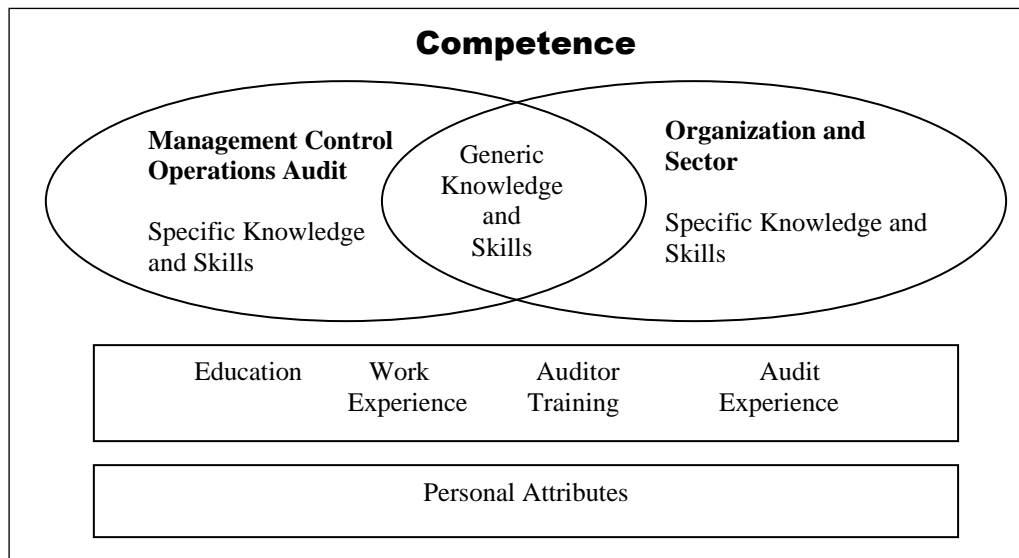 Competence
Management Control
Operations Audit
Specific Knowledge
and Skills
Generic
Knowledge
and
Skills
Organization and
Sector
Specific Knowledge and
Skills
Education
Work
Experience
Auditor
Training
Audit
Experience
Personal Attributes